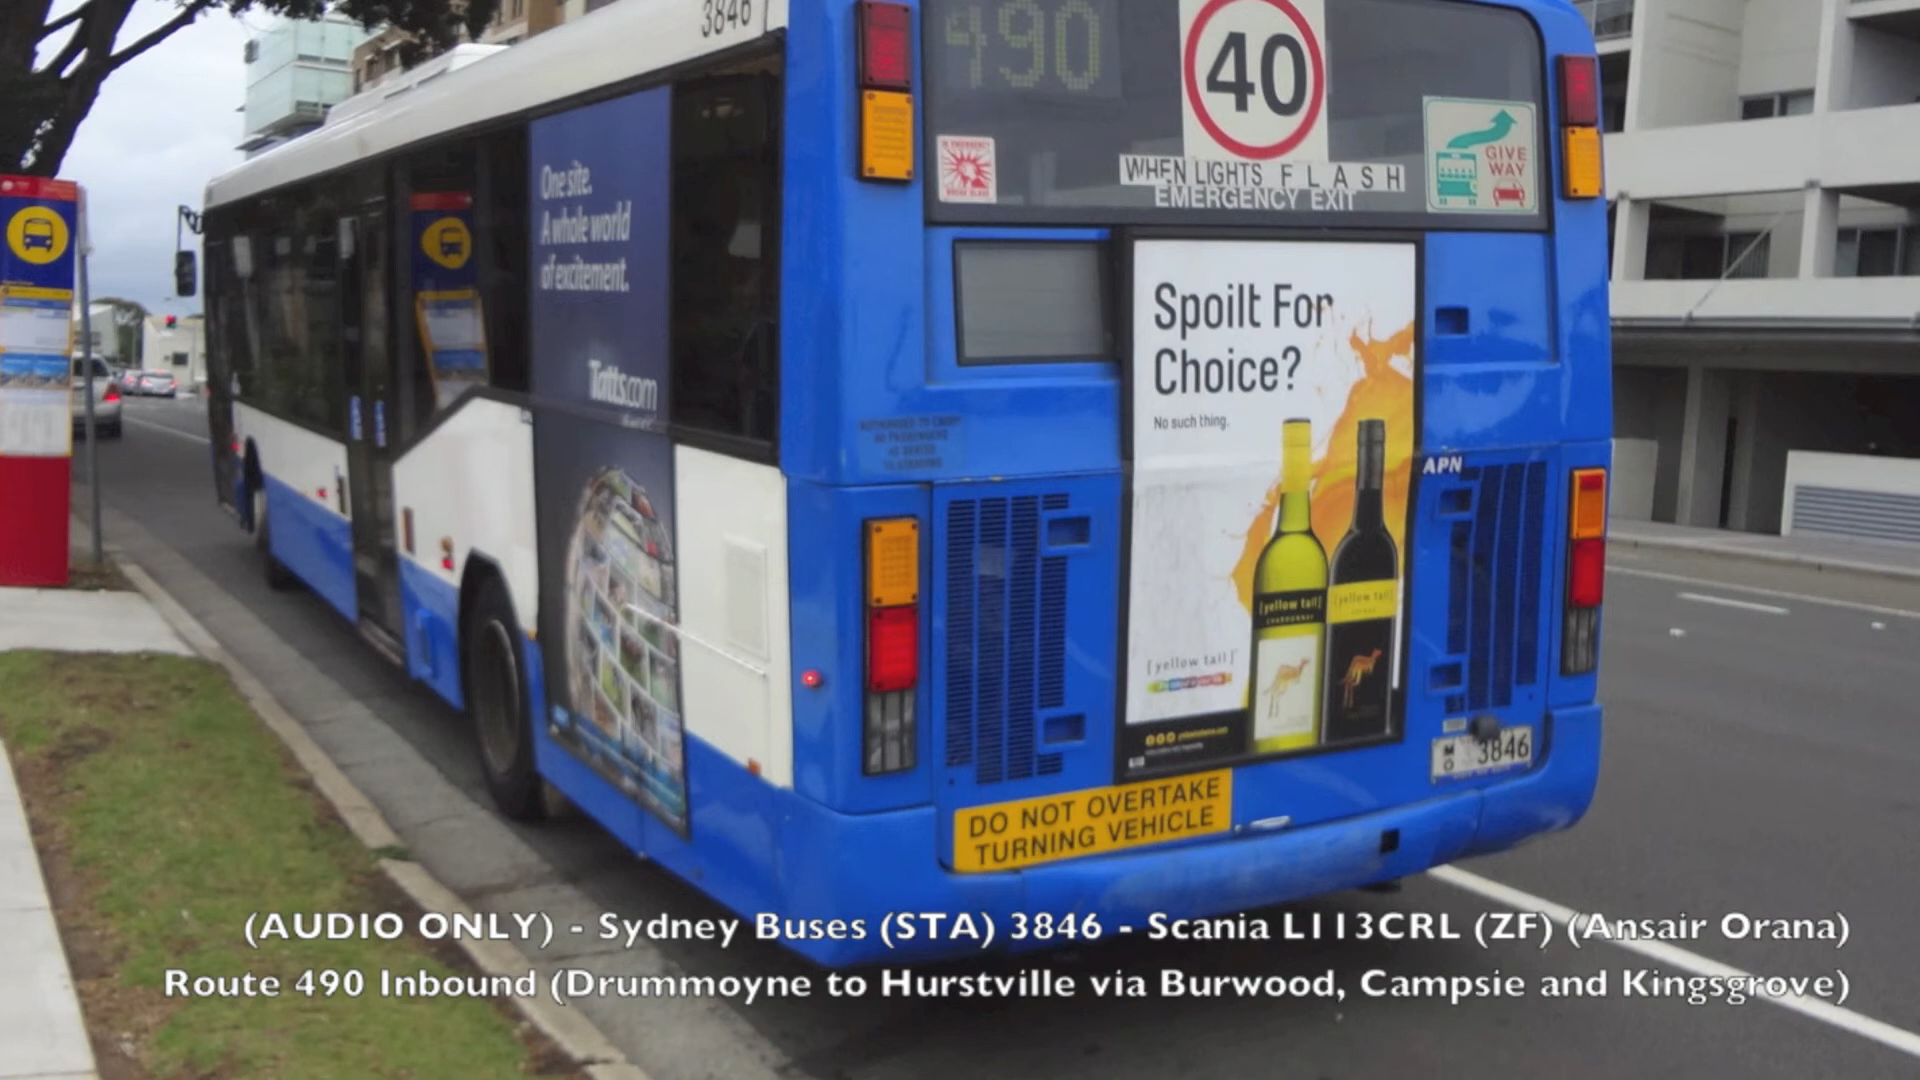 3846
490
40
WHEN LIGHTS FLASH
EMERGENCY EXIT
GIVE
WAY
One site.
A whole world
of excitement.
Tatts.com
Spoilt For
Choice?
No such thing.
APN
[yellow tail]
CHARDONNAY
[yellow tail]
[yellow tail]
3846
DO NOT OVERTAKE
TURNING VEHICLE
(AUDIO ONLY) - Sydney Buses (STA) 3846 - Scania L113CRL (ZF) (Ansair Orana)
Route 490 Inbound (Drummoyne to Hurstville via Burwood, Campsie and Kingsgrove)